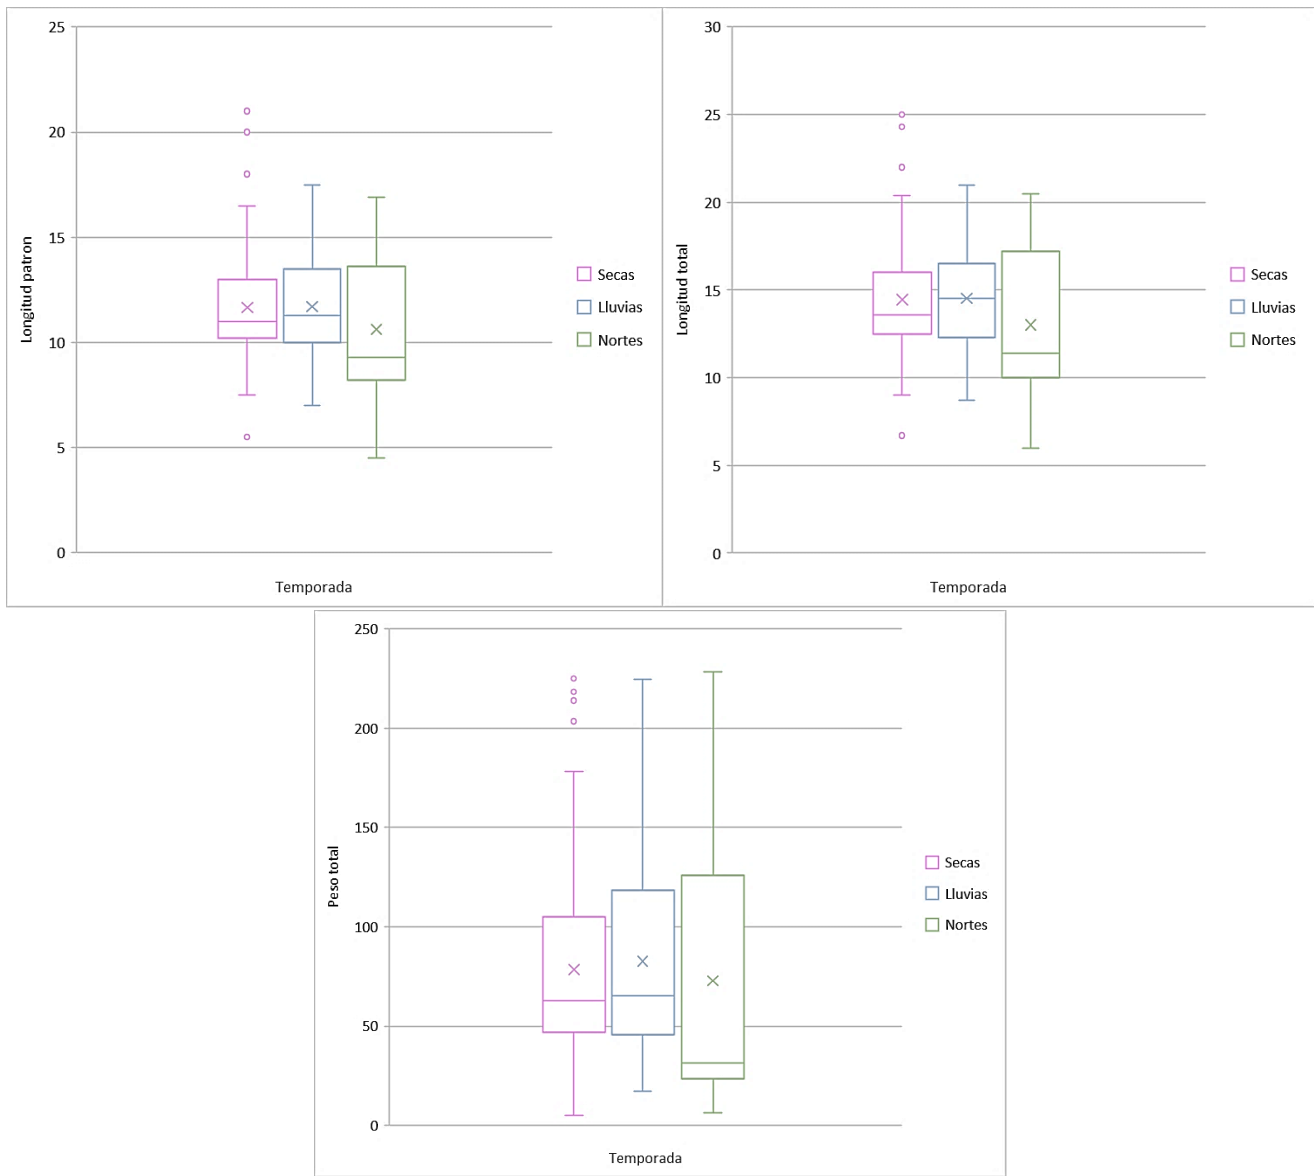 25
20
15
10
5
0
Longitud patron
Temporada
Secas
Lluvias
Nortes
30
25
20
15
10
5
0
Longitud total
Temporada
Secas
Lluvias
Nortes
250
200
150
100
50
0
Peso total
Temporada
Secas
Lluvias
Nortes